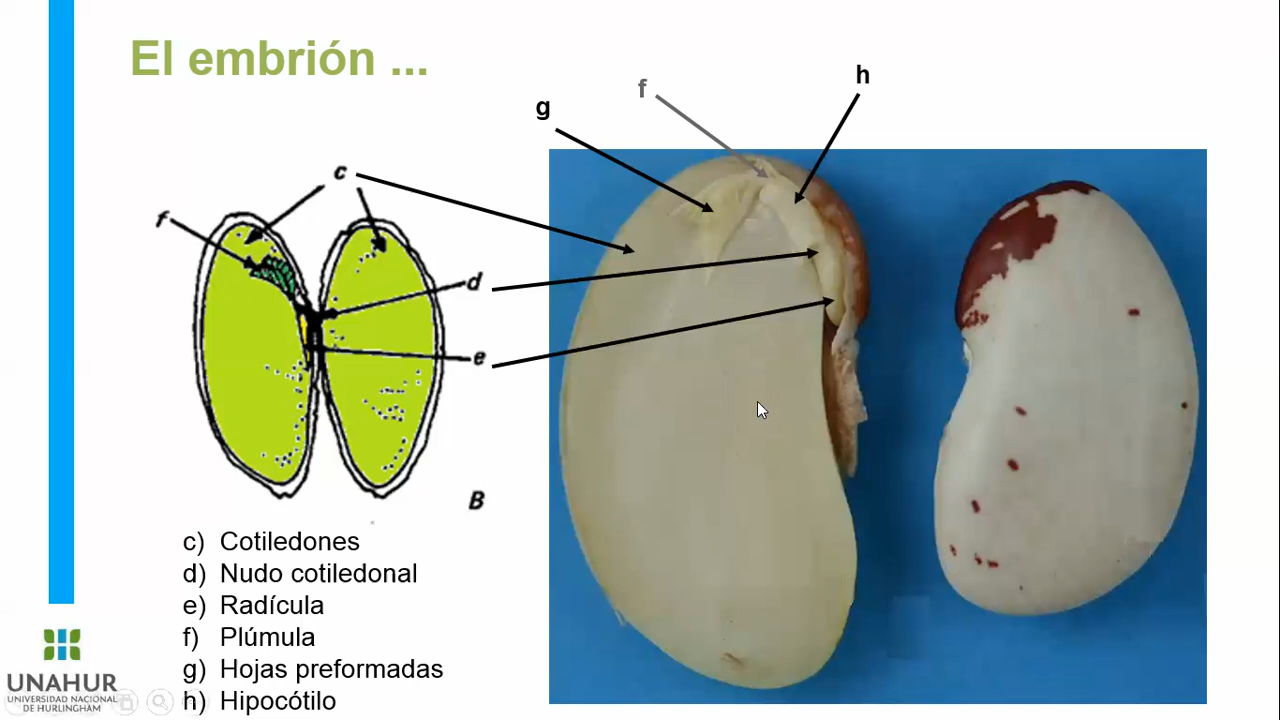 El embrión ...
h
f
g
c
f
d
e
B
c) Cotiledones
d) Nudo cotiledonal
e) Radícula
f) Plúmula
g) Hojas preformadas
h) Hipocótilo
UNAHUR
UNIVERSIDAD NACIONAL
DE HURLINGHAM